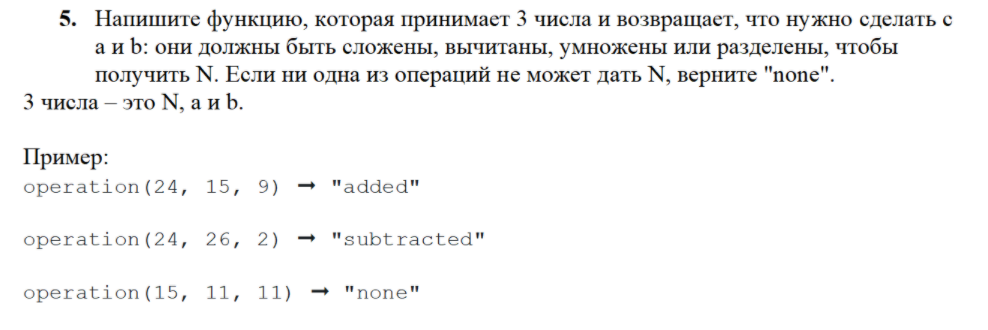 5. Напишите функцию, которая принимает 3 числа и возвращает, что нужно сделать с
a и b: они должны быть сложены, вычитаны, умножены или разделены, чтобы
получить N. Если ни одна из операций не может дать N, верните "none".
3 числа – это N, a и b.
Пример:
operation(24, 15, 9) ➞ "added"
operation(24, 26, 2) ➞ "subtracted"
operation(15, 11, 11) ➞ "none"